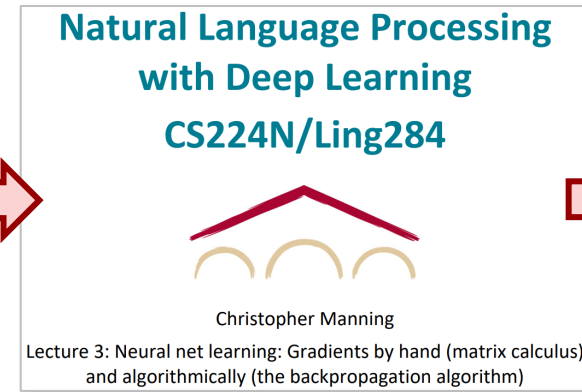 Natural Language Processing
with Deep Learning
CS224N/Ling284
Christopher Manning
Lecture 3: Neural net learning: Gradients by hand (matrix calculus)
and algorithmically (the backpropagation algorithm)